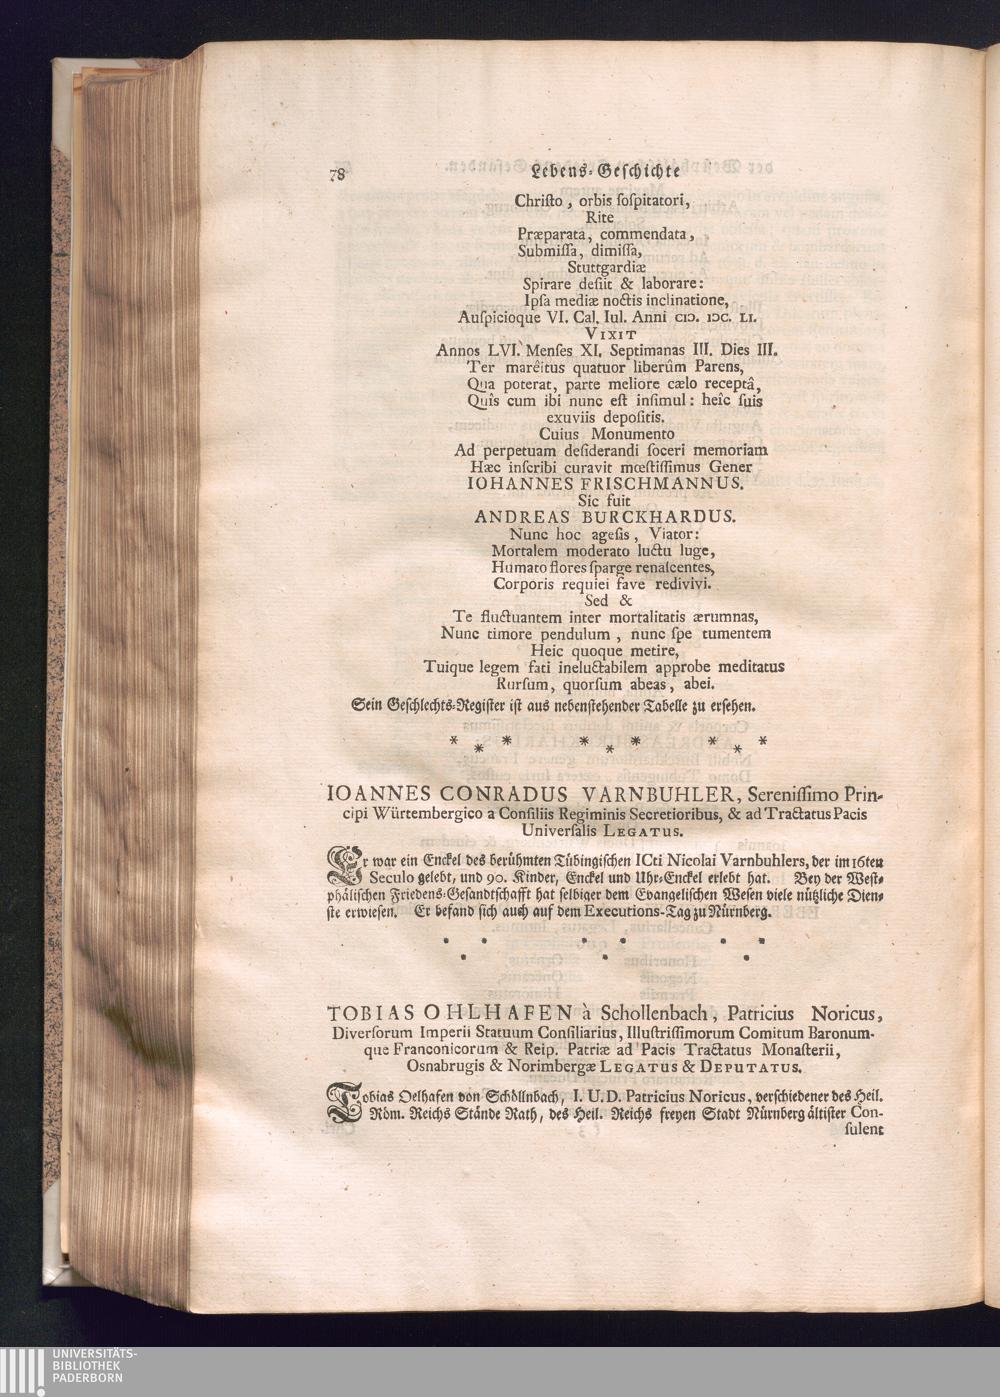 78 Lebens-Geschichte
Christo, orbis sospitatori,
Rite
Præparata, commendata,
Submissa, dimissa,
Stuttgardiæ
Spirare desiit & laborare:
Ipsa mediæ noctis inclinatione,
Auspicioque VI. Cal. Iul. Anni CIↃ. IↃC. LI.
VIXIT
Annos LVI. Menses XI. Septimanas III. Dies III.
Ter marêitus quatuor liberûm Parens,
Qua poterat, parte meliore cælo receptâ,
Quîs cum ibi nunc est insimul: heîc suis
exuviis depositis.
Cuius Monumento
Ad perpetuam desiderandi soceri memoriam
Hæc inscribi curavit mœstissimus Gener
IOHANNES FRISCHMANNUS.
Sic fuit
ANDREAS BURCKHARDUS.
Nunc hoc agesis, Viator:
Mortalem moderato luctu luge,
Humato flores sparge renascentes,
Corporis requiei fave redivivi.
Sed &
Te fluctuantem inter mortalitatis ærumnas,
Nunc timore pendulum, nunc spe tumentem
Heic quoque metire,
Tuique legem fati ineluctabilem approbe meditatus
Rursum, quorsum abeas, abei.
Sein Geschlechts-Register ist aus nebenstehender Tabelle zu ersehen.
* * * * * * * * *
IOANNES CONRADUS VARNBUHLER, Serenissimo Prin-
cipi Würtembergico a Consiliis Regiminis Secretioribus, & ad Tractatus Pacis
Universalis LEGATUS.
Er war ein Enckel des berühmten Tübingischen ICti Nicolai Varnbuhlers, der im 16ten
Seculo gelebt, und 90. Kinder, Enckel und Uhr-Enckel erlebt hat. Bey der West-
phälischen Friedens-Gesandtschafft hat selbiger dem Evangelischen Wesen viele nützliche Dien-
ste erwiesen. Er befand sich auch auf dem Executions-Tag zu Nürnberg.
* * * * * * * * *
TOBIAS OHLHAFEN à Schollenbach, Patricius Noricus,
Diversorum Imperii Statuum Consiliarius, Illustrissimorum Comitum Baronum-
que Franconicorum & Reip. Patriæ ad Pacis Tractatus Monasterii,
Osnabrugis & Norimbergæ LEGATUS & DEPUTATUS.
Tobias Oelhafen von Schöllnbach, I. U. D. Patricius Noricus, verschiedener des Heil.
Röm. Reichs Stände Rath, des Heil. Reichs freyen Stadt Nürnberg ältister Con-
sulent
UNIVERSITÄTS-
BIBLIOTHEK
PADERBORN